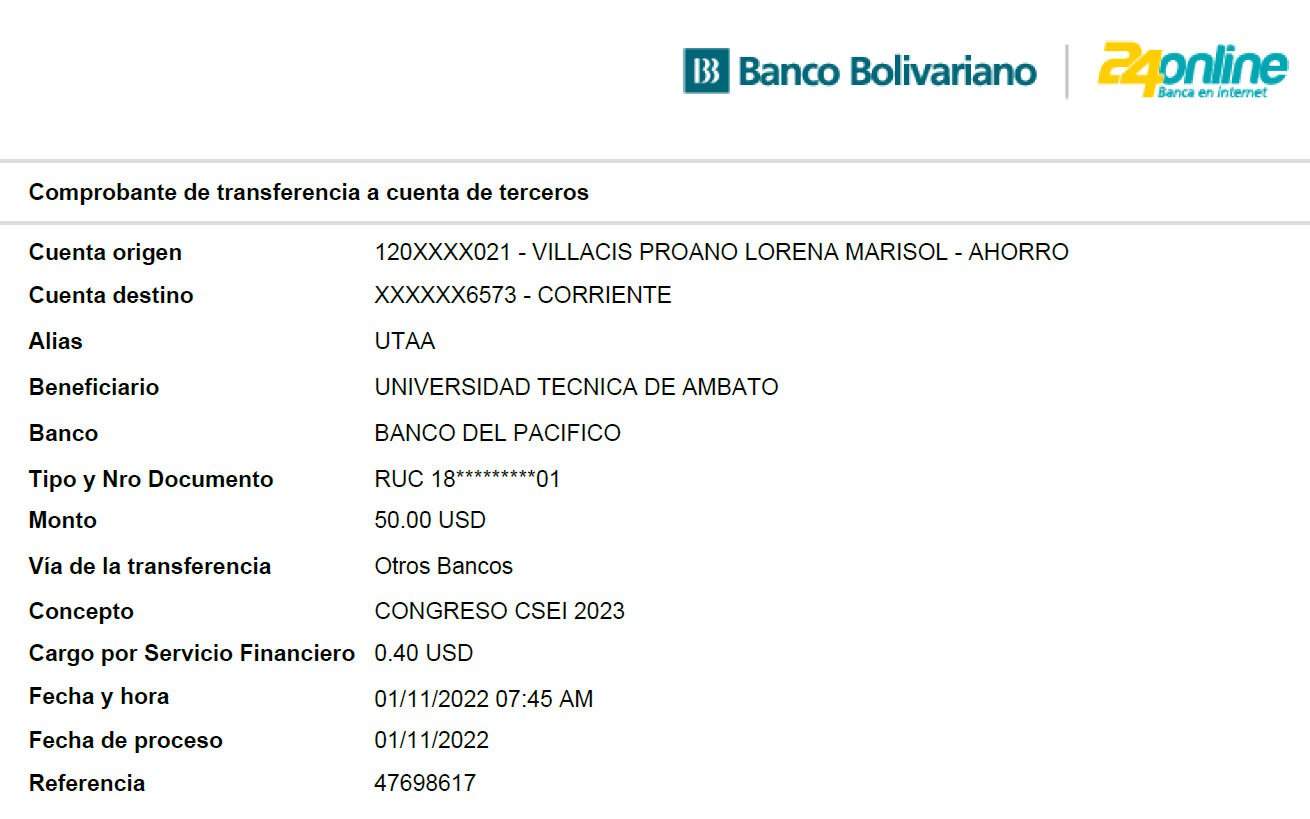 BB Banco Bolivariano | 24online
Banca en Internet
Comprobante de transferencia a cuenta de terceros
Cuenta origen 120XXXX021 - VILLACIS PROANO LORENA MARISOL - AHORRO
Cuenta destino XXXXXX6573 - CORRIENTE
Alias UTAA
Beneficiario UNIVERSIDAD TECNICA DE AMBATO
Banco BANCO DEL PACIFICO
Tipo y Nro Documento RUC 18*********01
Monto 50.00 USD
Vía de la transferencia Otros Bancos
Concepto CONGRESO CSEI 2023
Cargo por Servicio Financiero 0.40 USD
Fecha y hora 01/11/2022 07:45 AM
Fecha de proceso 01/11/2022
Referencia 47698617